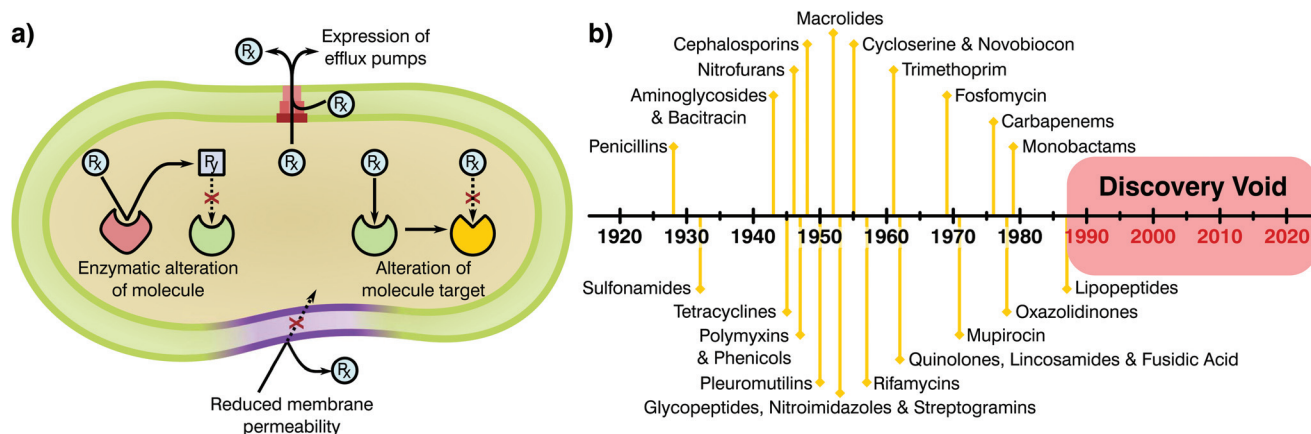 a)
Rx
Expression of
efflux pumps
Rx
Rx
Ry
Rx
Rx
Rx
Enzymatic alteration
of molecule
Alteration of
molecule target
Rx
Reduced membrane
permeability
b)
Macrolides
Cephalosporins
Cycloserine & Novobiocon
Nitrofurans
Trimethoprim
Aminoglycosides
& Bacitracin
Fosfomycin
Carbapenems
Penicillins
Monobactams
Discovery Void
1920 1930 1940 1950 1960 1970 1980 1990 2000 2010 2020
Sulfonamides
Lipopeptides
Tetracyclines
Oxazolidinones
Polymyxins
& Phenicols
Mupirocin
Quinolones, Lincosamides & Fusidic Acid
Pleuromutilins
Rifamycins
Glycopeptides, Nitroimidazoles & Streptogramins